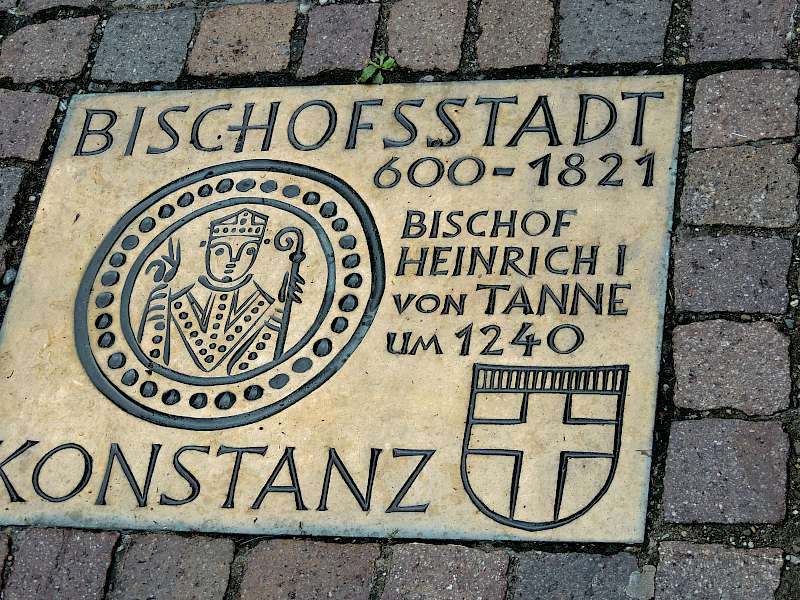 BISCHOFSSTADT
600-1821
BISCHOF
HEINRICH I
VON TANNE
UM 1240
KONSTANZ